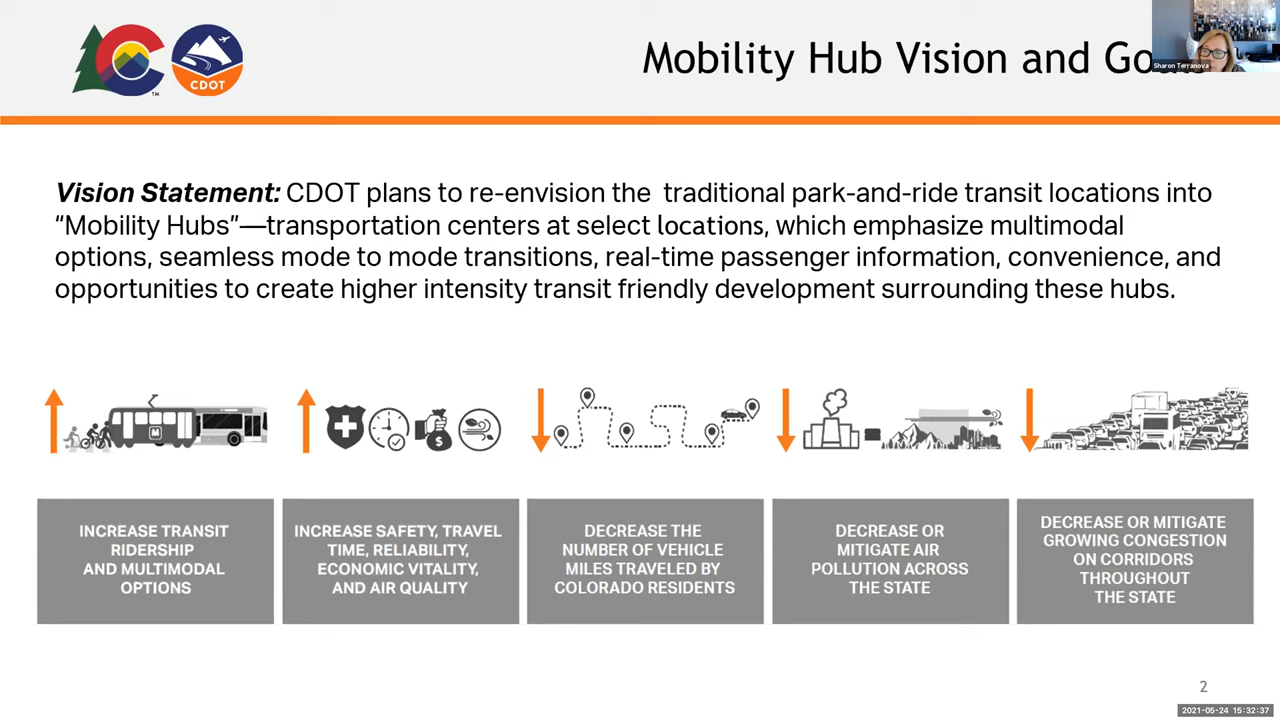 Mobility Hub Vision and
Sharon Terranova
TM
CDOT
Vision Statement: CDOT plans to re-envision the traditional park-and-ride transit locations into
“Mobility Hubs”—transportation centers at select locations, which emphasize multimodal
options, seamless mode to mode transitions, real-time passenger information, convenience, and
opportunities to create higher intensity transit friendly development surrounding these hubs.
M
$
INCREASE TRANSIT
RIDERSHIP
AND MULTIMODAL
OPTIONS
INCREASE SAFETY, TRAVEL
TIME, RELIABILITY,
ECONOMIC VITALITY,
AND AIR QUALITY
DECREASE THE
NUMBER OF VEHICLE
MILES TRAVELED BY
COLORADO RESIDENTS
DECREASE OR
MITIGATE AIR
POLLUTION ACROSS
THE STATE
DECREASE OR MITIGATE
GROWING CONGESTION
ON CORRIDORS
THROUGHOUT
THE STATE
2
2021-05-24 15:32:37